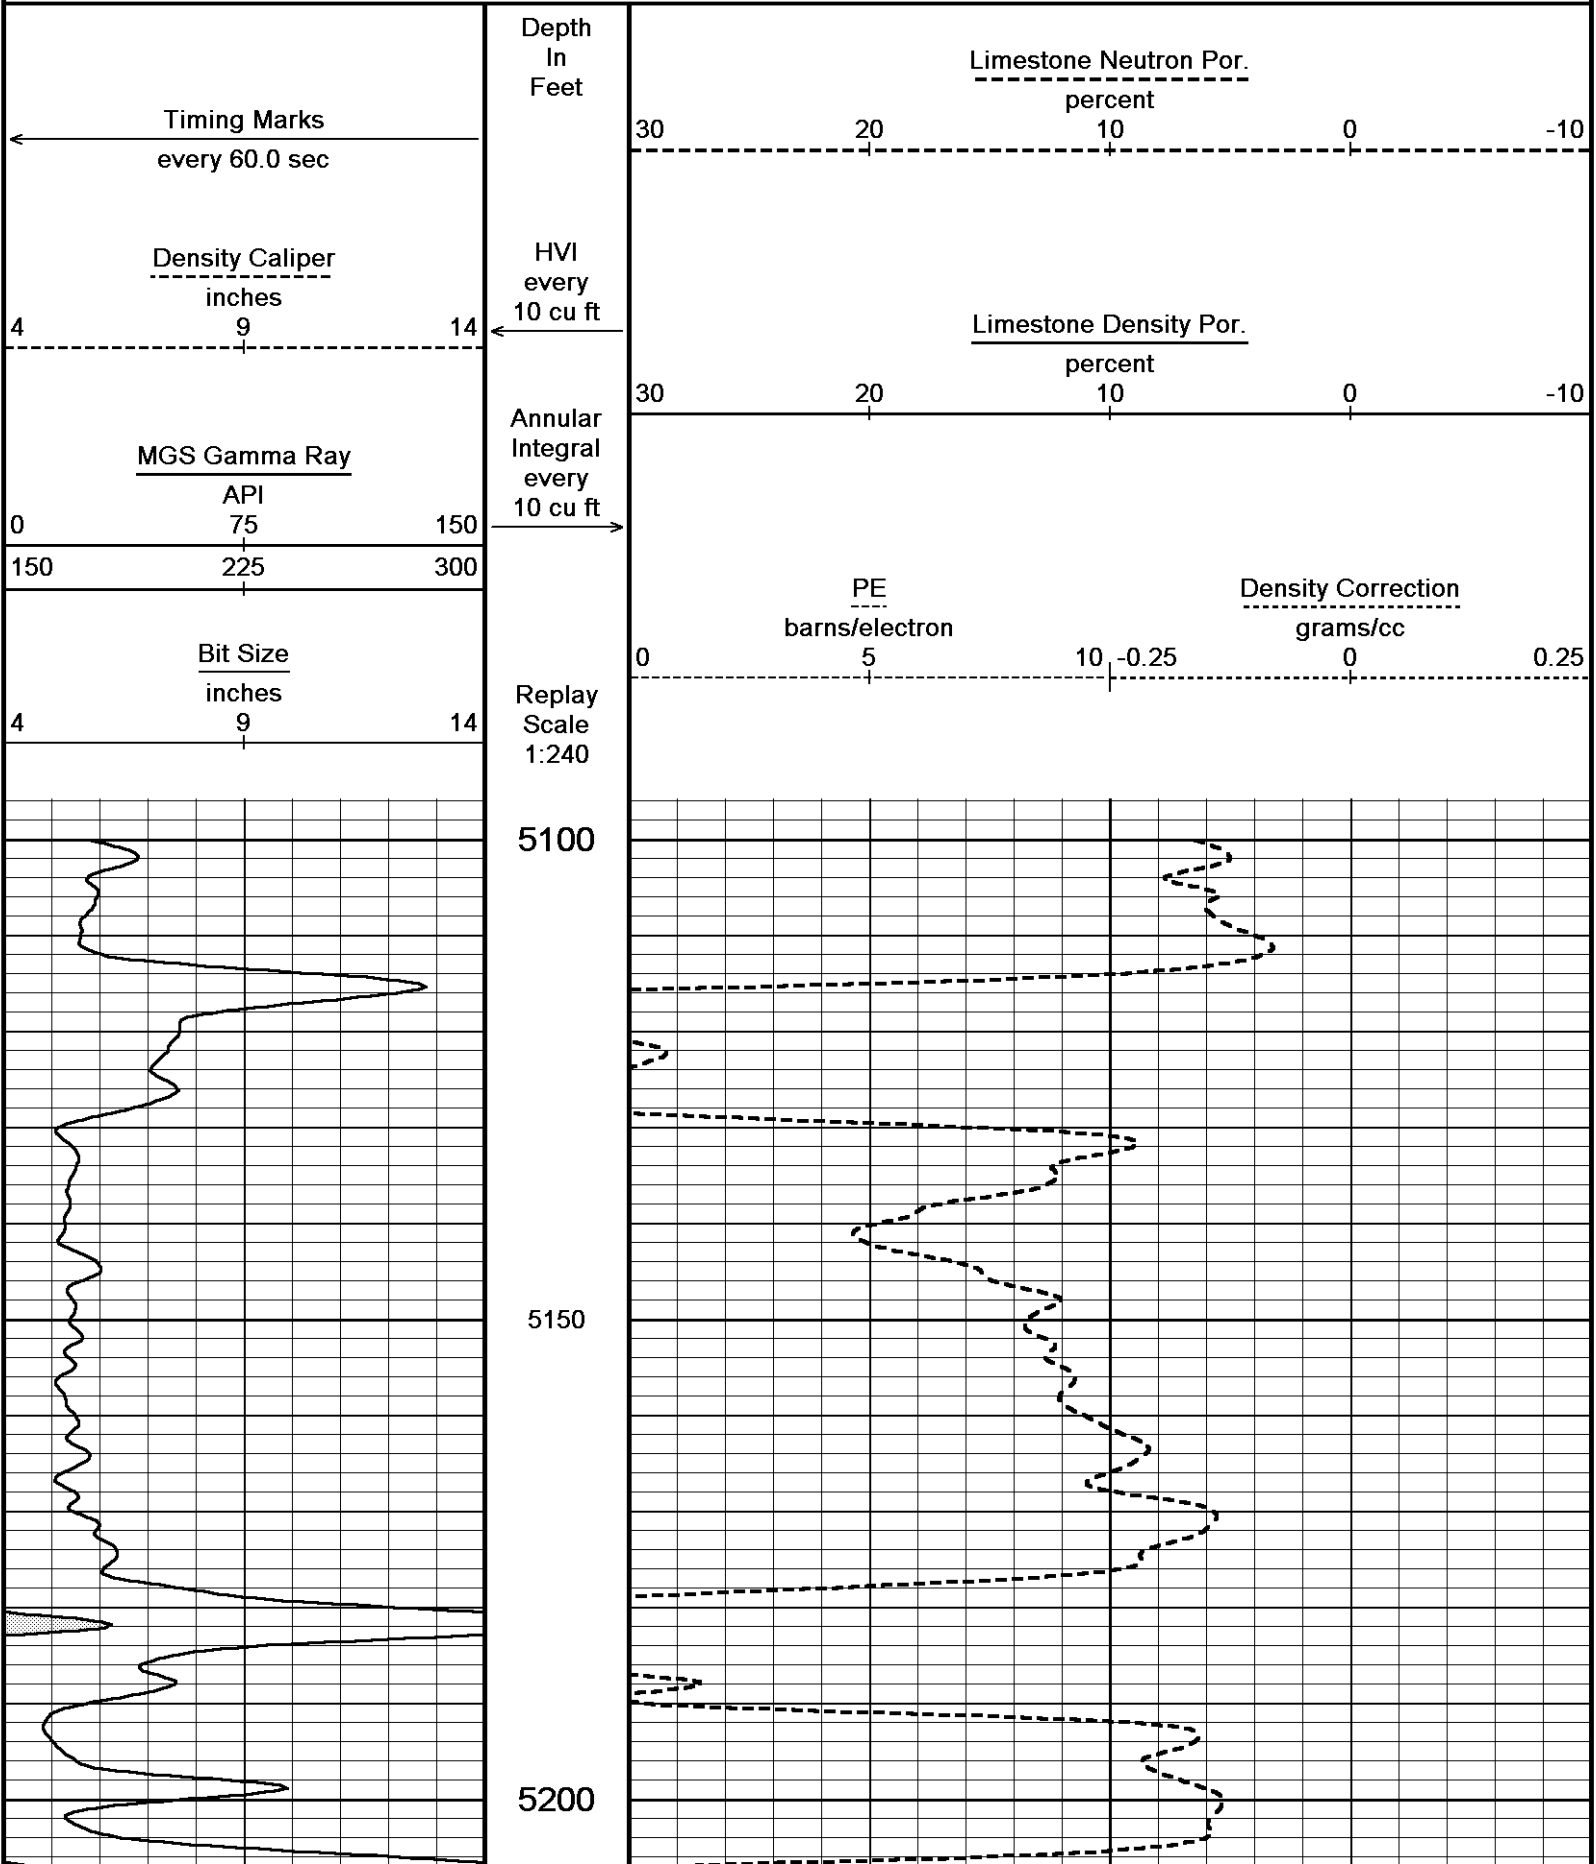 Timing Marks
every 60.0 sec
Density Caliper
inches
4 9 14
MGS Gamma Ray
API
0 75 150
150 225 300
Bit Size
inches
4 9 14
Depth
In
Feet
HVI
every
10 cu ft
Annular
Integral
every
10 cu ft
Replay
Scale
1:240
Limestone Neutron Por.
percent
30 20 10 0 -10
Limestone Density Por.
percent
30 20 10 0 -10
PE
barns/electron
0 5 10
Density Correction
grams/cc
-0.25 0 0.25
5100
5150
5200